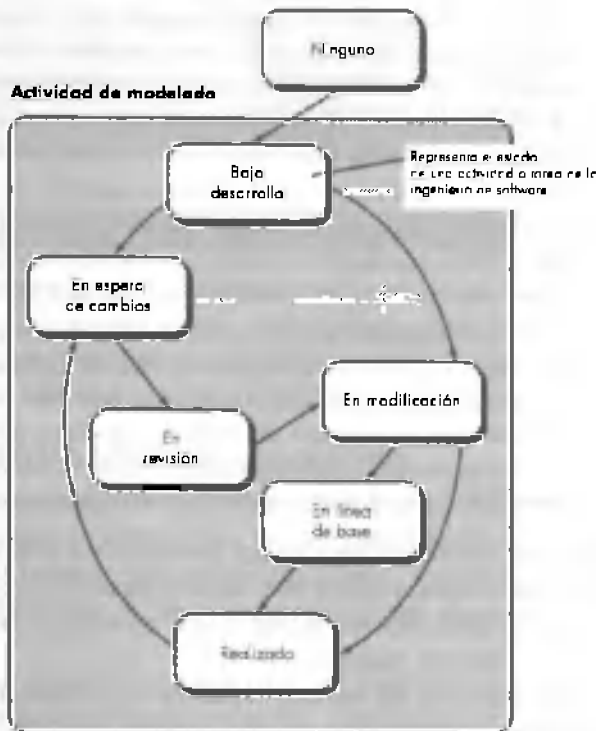 Ninguno
Actividad de modelado
Bajo
desarrollo
Representa el estado
de una actividad o tarea de la
ingeniería de software
En espera
de cambios
En modificación
En
revisión
En línea
de base
Realizado